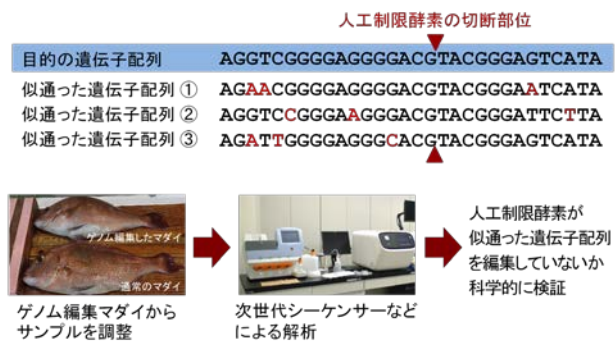 人工制限酵素の切断部位
目的の遺伝子配列 AGGTCGGGGAGGGGACGTACGGGAGTCATA
似通った遺伝子配列① AGAACGGGGAGGGGACGTACGGGAATCATA
似通った遺伝子配列② AGGTCCGGGAAGGGACGTACGGGATTCTTA
似通った遺伝子配列③ AGATTGGGGAGGGCACGTACGGGAGTCATA
ゲノム編集したマダイ
通常のマダイ
ゲノム編集マダイから
サンプルを調整
次世代シーケンサーなど
による解析
人工制限酵素が
似通った遺伝子配列
を編集していないか
科学的に検証